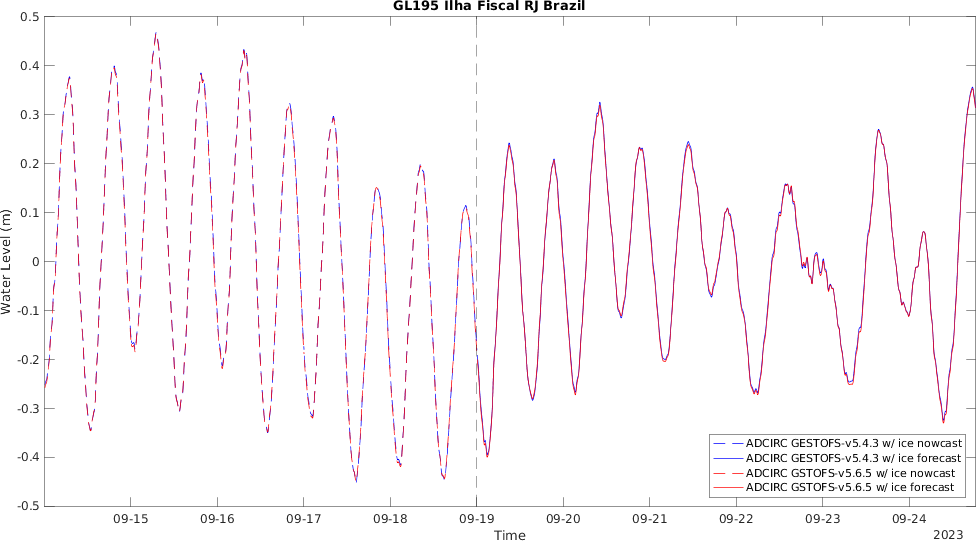 GL195 Ilha Fiscal RJ Brazil
0.5
0.4
0.3
0.2
0.1
0
-0.1
-0.2
-0.3
-0.4
-0.5
Water Level (m)
ADCIRC GESTOFS-v5.4.3 w/ ice nowcast
ADCIRC GESTOFS-v5.4.3 w/ ice forecast
ADCIRC GSTOFS-v5.6.5 w/ ice nowcast
ADCIRC GSTOFS-v5.6.5 w/ ice forecast
09-15 09-16 09-17 09-18 09-19 09-20 09-21 09-22 09-23 09-24
Time
2023